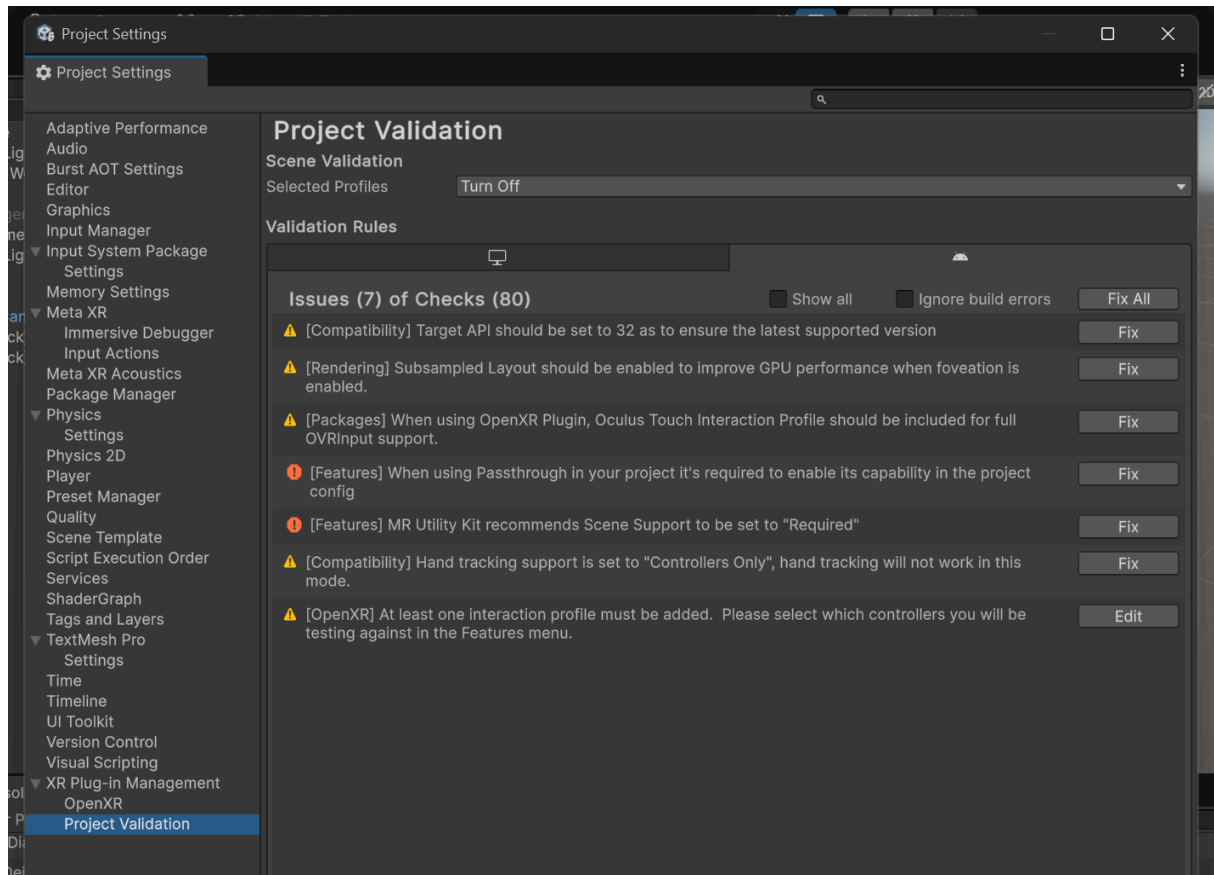 Project Settings
Project Settings
Adaptive Performance
Audio
Burst AOT Settings
Editor
Graphics
Input Manager
Input System Package
Settings
Memory Settings
Meta XR
Immersive Debugger
Input Actions
Meta XR Acoustics
Package Manager
Physics
Settings
Physics 2D
Player
Preset Manager
Quality
Scene Template
Script Execution Order
Services
ShaderGraph
Tags and Layers
TextMesh Pro
Settings
Time
Timeline
UI Toolkit
Version Control
Visual Scripting
XR Plug-in Management
OpenXR
Project Validation
Project Validation
Scene Validation
Selected Profiles Turn Off
Validation Rules
Issues (7) of Checks (80) Show all Ignore build errors Fix All
[Compatibility] Target API should be set to 32 as to ensure the latest supported version Fix
[Rendering] Subsampled Layout should be enabled to improve GPU performance when foveation is
enabled.
Fix
[Packages] When using OpenXR Plugin, Oculus Touch Interaction Profile should be included for full
OVRInput support.
Fix
[Features] When using Passthrough in your project it's required to enable its capability in the project
config
Fix
[Features] MR Utility Kit recommends Scene Support to be set to "Required" Fix
[Compatibility] Hand tracking support is set to "Controllers Only", hand tracking will not work in this
mode.
Fix
[OpenXR] At least one interaction profile must be added. Please select which controllers you will be
testing against in the Features menu.
Edit